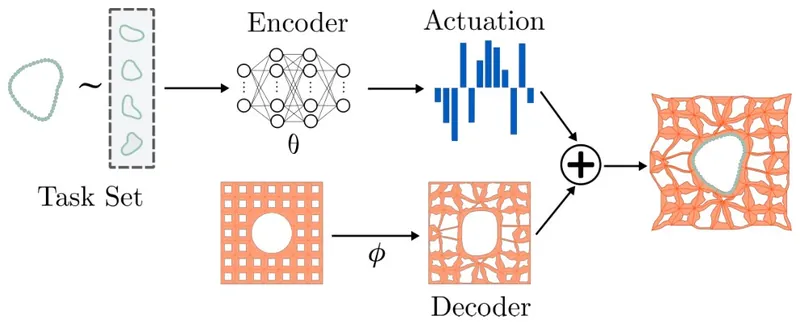 Encoder
Actuation
~
θ
Task Set
ϕ
+
Decoder